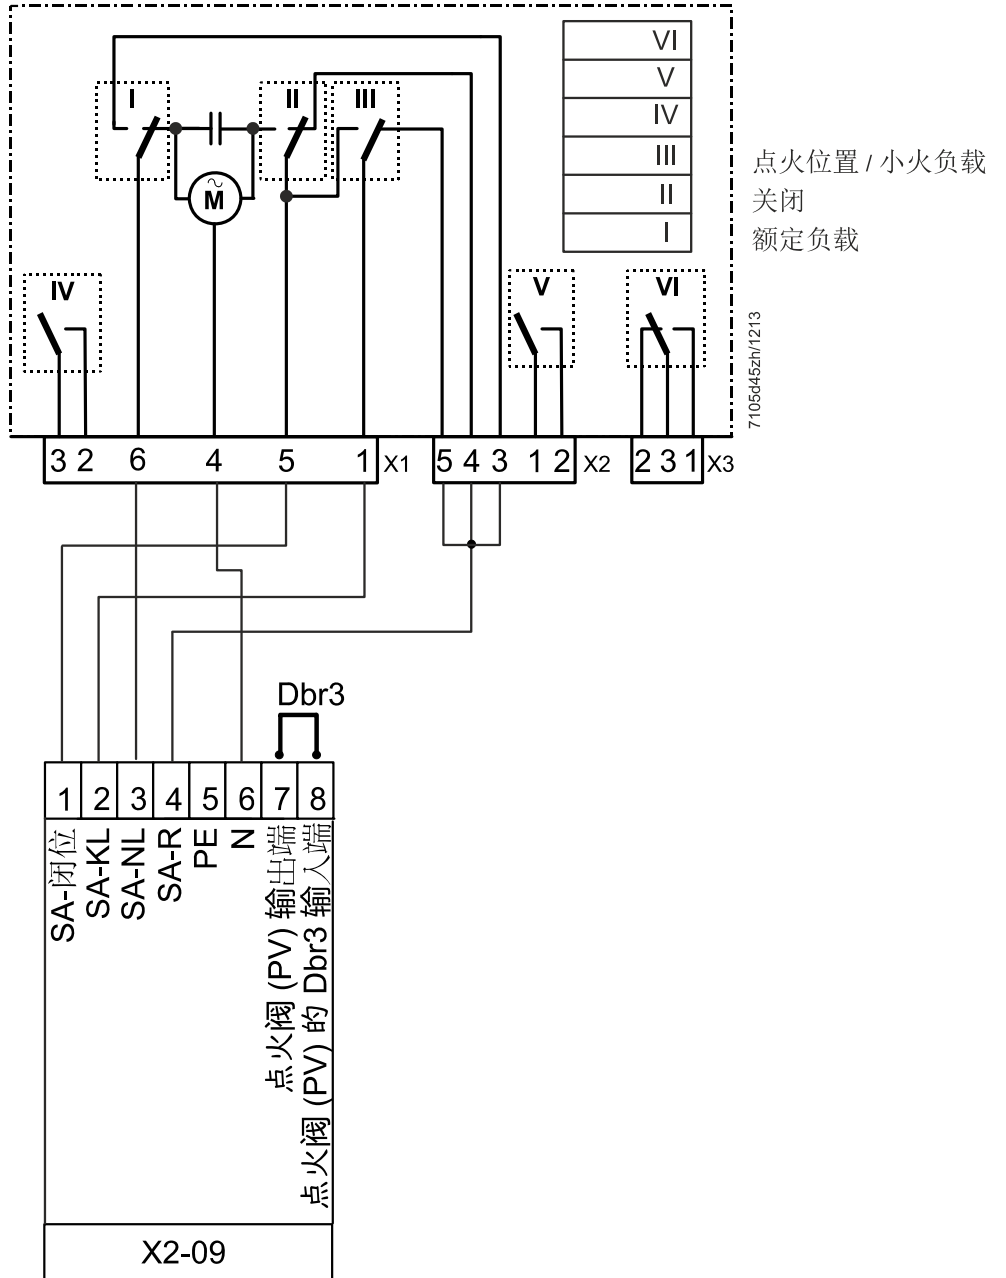 VI
V
IV
III
II
I
点火位置 / 小火负载
关闭
额定负载
I
II
III
M
~
IV
V
VI
7105d45zh/1213
3 2 6 4 5 1 X1
5 4 3 1 2 X2
2 3 1 X3
Dbr3
1 2 3 4 5 6 7 8
SA-闭位
SA-KL
SA-NL
SA-R
PE
N
点火阀 (PV) 输出端
点火阀 (PV) 的 Dbr3 输入端
X2-09